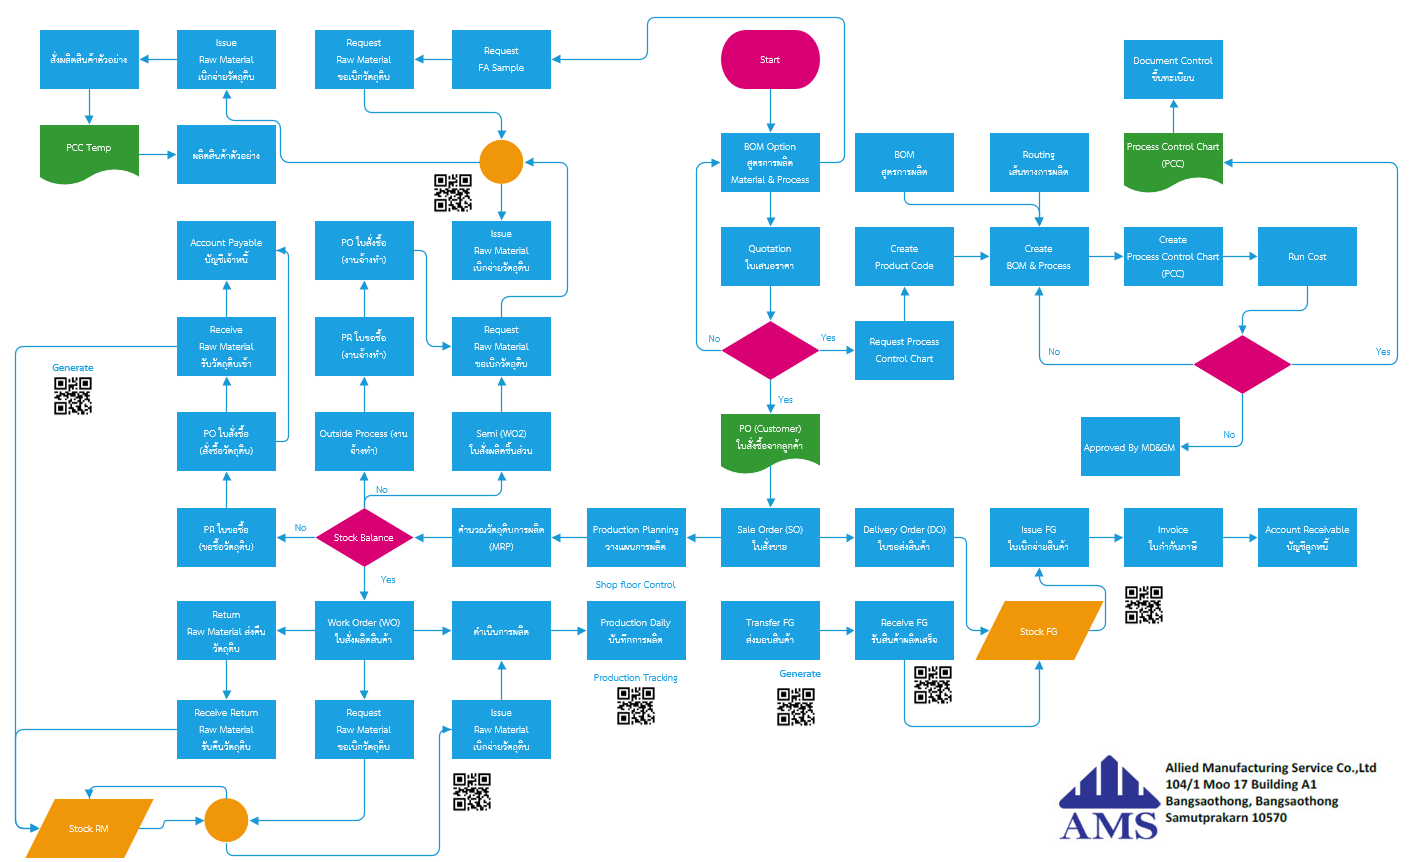 สั่งผลิตสินค้าตัวอย่าง
Issue
Raw Material
เบิกจ่ายวัตถุดิบ
Request
Raw Material
ขอเบิกวัตถุดิบ
Request
FA Sample
Start
Document Control
ขึ้นทะเบียน
PCC Temp
ผลิตสินค้าตัวอย่าง
BOM Option
สูตรการผลิต
Material & Process
BOM
สูตรการผลิต
Routing
เส้นทางการผลิต
Process Control Chart
(PCC)
Account Payable
บัญชีเจ้าหนี้
PO ใบสั่งซื้อ
(งานจ้างทำ)
Issue
Raw Material
เบิกจ่ายวัตถุดิบ
Quotation
ใบเสนอราคา
Create
Product Code
Create
BOM & Process
Create
Process Control Chart
(PCC)
Run Cost
Receive
Raw Material
รับวัตถุดิบเข้า
PR ใบขอซื้อ
(งานจ้างทำ)
Request
Raw Material
ขอเบิกวัตถุดิบ
No
Yes
Request Process
Control Chart
No
Yes
Generate
Yes
PO ใบสั่งซื้อ
(สั่งซื้อวัตถุดิบ)
Outside Process (งาน
จ้างทำ)
Semi (WO2)
ใบสั่งผลิตชิ้นส่วน
PO (Customer)
ใบสั่งซื้อจากลูกค้า
No
Approved By MD&GM
No
PR ใบขอซื้อ
(ขอซื้อวัตถุดิบ)
No
Stock Balance
คำนวณวัตถุดิบการผลิต
(MRP)
Production Planning
วางแผนการผลิต
Sale Order (SO)
ใบสั่งขาย
Delivery Order (DO)
ใบขอส่งสินค้า
Issue FG
ใบเบิกจ่ายสินค้า
Invoice
ใบกำกับภาษี
Account Receivable
บัญชีลูกหนี้
Yes
Shop floor Control
Return
Raw Material ส่งคืน
วัตถุดิบ
Work Order (WO)
ใบสั่งผลิตสินค้า
ดำเนินการผลิต
Production Daily
บันทึกการผลิต
Transfer FG
ส่งมอบสินค้า
Receive FG
รับสินค้าผลิตเสร็จ
Stock FG
Production Tracking
Generate
Receive Return
Raw Material
รับคืนวัตถุดิบ
Request
Raw Material
ขอเบิกวัตถุดิบ
Issue
Raw Material
เบิกจ่ายวัตถุดิบ
Stock RM
AMS
Allied Manufacturing Service Co.,Ltd
104/1 Moo 17 Building A1
Bangsaothong, Bangsaothong
Samutprakarn 10570